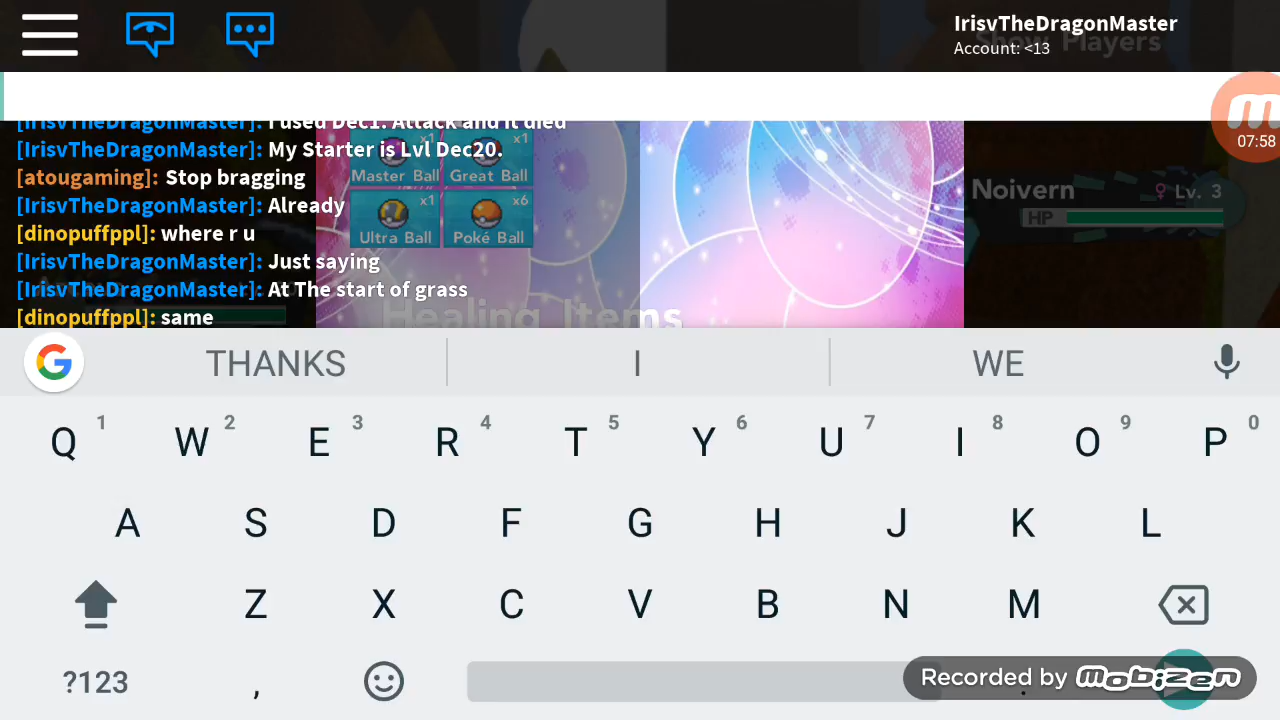 IrisvTheDragonMaster
Account: <13
Show Players
[IrisvTheDragonMaster]: I used Dec1. Attack and it died
[IrisvTheDragonMaster]: My Starter is Lvl Dec20.
[atougaming]: Stop bragging
[IrisvTheDragonMaster]: Already
[dinopuffppl]: where r u
[IrisvTheDragonMaster]: Just saying
[IrisvTheDragonMaster]: At The start of grass
[dinopuffppl]: same
x1 x1
Master Ball Great Ball
x1 x6
Ultra Ball Poké Ball
Healing Items
Noivern ♀ Lv. 3
HP
07:58
THANKS I WE
1 2 3 4 5 6 7 8 9 0
Q W E R T Y U I O P
A S D F G H J K L
Z X C V B N M
?123 , .
Recorded by mobizen